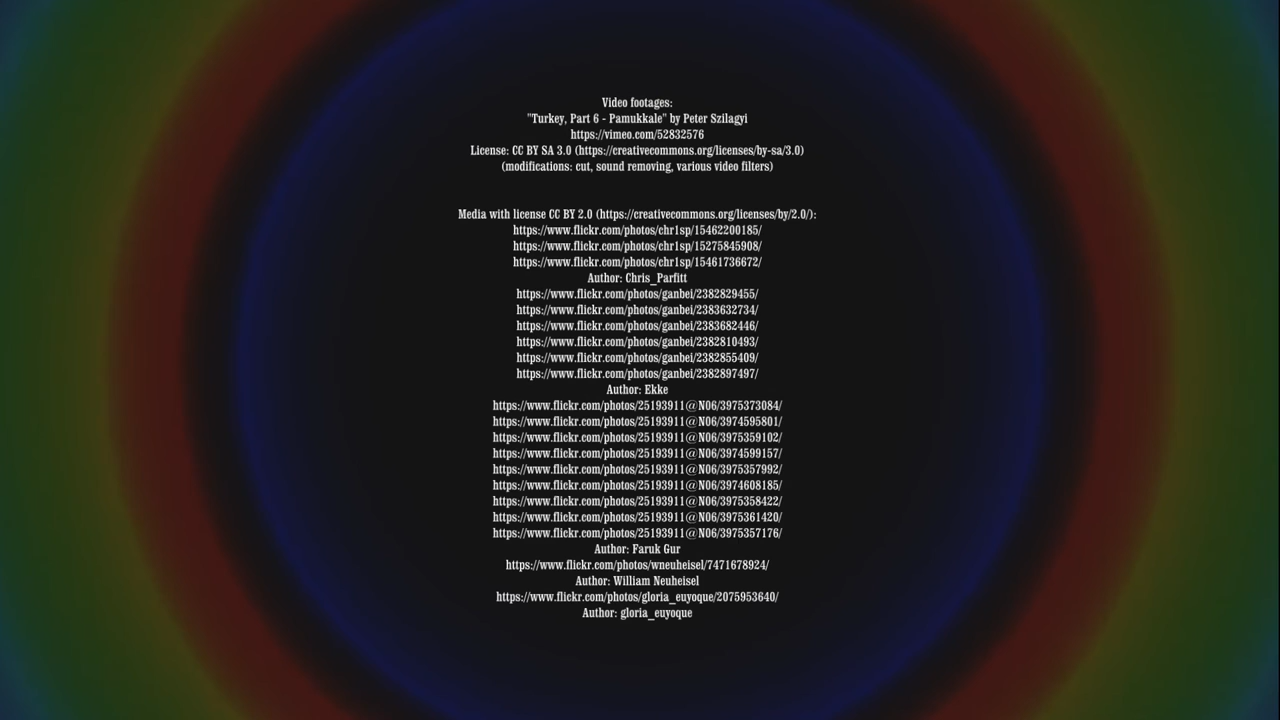 Video footages:
"Turkey, Part 6 - Pamukkale" by Peter Szilagyi
https://vimeo.com/52832576
License: CC BY SA 3.0 (https://creativecommons.org/licenses/by-sa/3.0)
(modifications: cut, sound removing, various video filters)
Media with license CC BY 2.0 (https://creativecommons.org/licenses/by/2.0/):
https://www.flickr.com/photos/chr1sp/15462200185/
https://www.flickr.com/photos/chr1sp/15275845908/
https://www.flickr.com/photos/chr1sp/15461736672/
Author: Chris_Parfitt
https://www.flickr.com/photos/ganbei/2382829455/
https://www.flickr.com/photos/ganbei/2383632734/
https://www.flickr.com/photos/ganbei/2383682446/
https://www.flickr.com/photos/ganbei/2382810493/
https://www.flickr.com/photos/ganbei/2382855409/
https://www.flickr.com/photos/ganbei/2382897497/
Author: Ekke
https://www.flickr.com/photos/25193911@N06/3975373084/
https://www.flickr.com/photos/25193911@N06/3974595801/
https://www.flickr.com/photos/25193911@N06/3975359102/
https://www.flickr.com/photos/25193911@N06/3974599157/
https://www.flickr.com/photos/25193911@N06/3975357992/
https://www.flickr.com/photos/25193911@N06/3974608185/
https://www.flickr.com/photos/25193911@N06/3975358422/
https://www.flickr.com/photos/25193911@N06/3975361420/
https://www.flickr.com/photos/25193911@N06/3975357176/
Author: Faruk Gur
https://www.flickr.com/photos/wneuheisel/7471678924/
Author: William Neuheisel
https://www.flickr.com/photos/gloria_euyoque/2075953640/
Author: gloria_euyoque